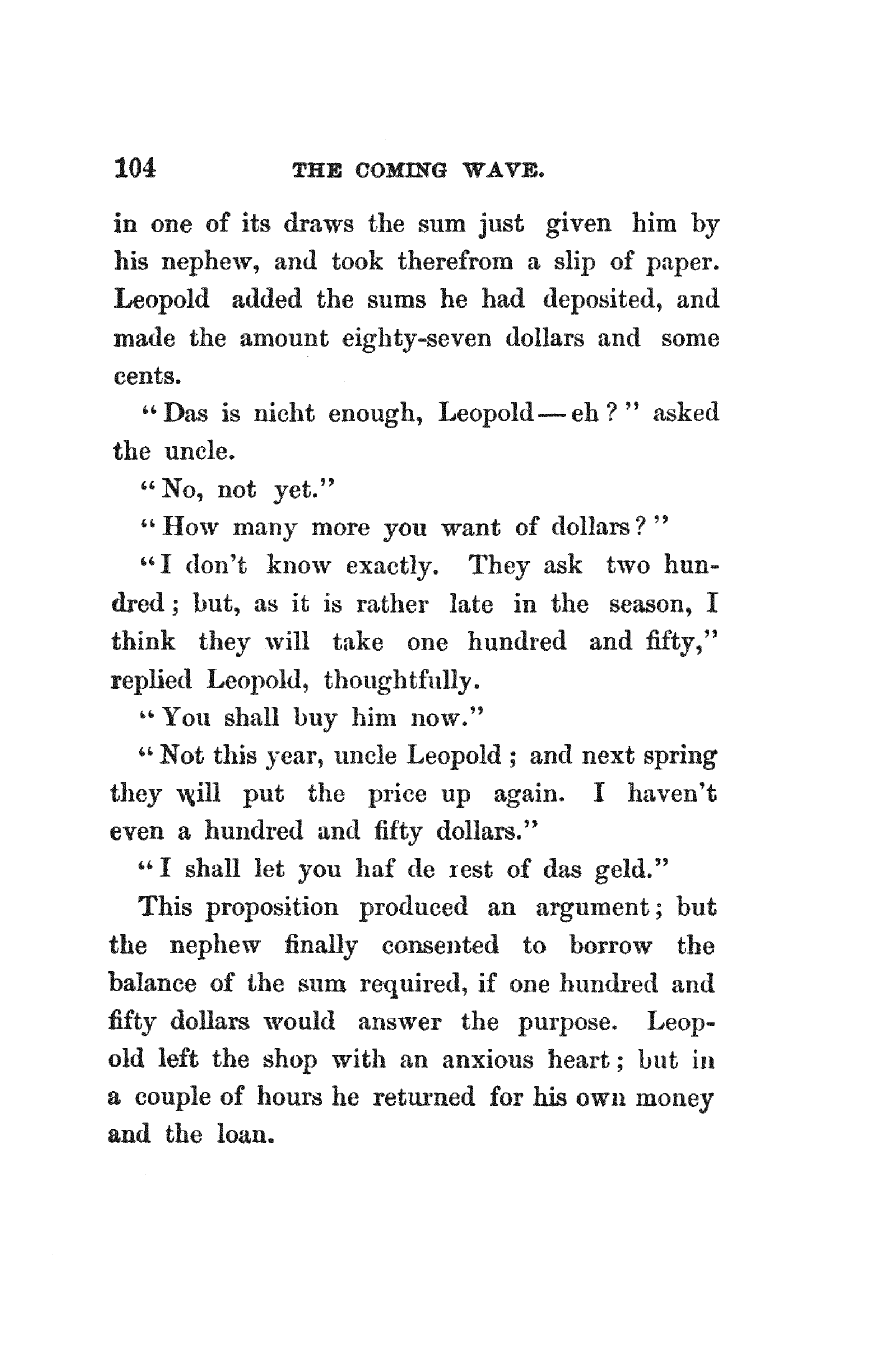 104 THE COMING WAVE.
in one of its draws the sum just given him by
his nephew, and took therefrom a slip of paper.
Leopold added the sums he had deposited, and
made the amount eighty-seven dollars and some
cents.
“Das is nicht enough, Leopold—eh?” asked
the uncle.
“No, not yet.”
“How many more you want of dollars?”
“I don’t know exactly. They ask two hun-
dred; but, as it is rather late in the season, I
think they will take one hundred and fifty,”
replied Leopold, thoughtfully.
“You shall buy him now.”
“Not this year, uncle Leopold; and next spring
they will put the price up again. I haven’t
even a hundred and fifty dollars.”
“I shall let you haf de rest of das geld.”
This proposition produced an argument; but
the nephew finally consented to borrow the
balance of the sum required, if one hundred and
fifty dollars would answer the purpose. Leop-
old left the shop with an anxious heart; but in
a couple of hours he returned for his own money
and the loan.